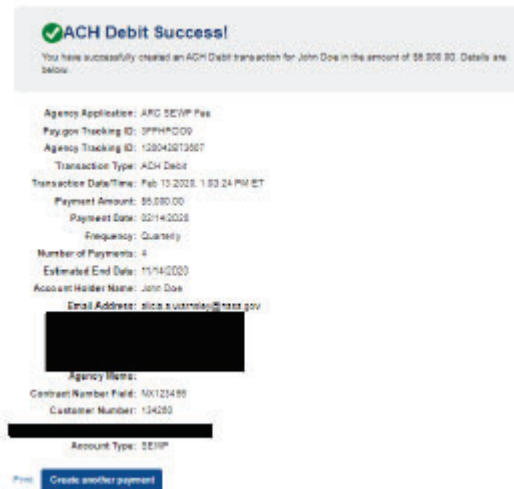 ACH Debit Success!
You have successfully created an ACH Debit transaction for John Doe in the amount of $5,000.00. Details are
below.
Agency Application: ARC SEWP Fee
Pay.gov Tracking ID:
Agency Tracking ID:
Transaction Type: ACH Debit
Transaction Date/Time: Feb 13 2020, 1:03:24 PM ET
Payment Amount: $5,000.00
Payment Date: 02/14/2020
Frequency: Quarterly
Number of Payments: 4
Estimated End Date: 11/14/2020
Account Holder Name: John Doe
Email Address:
Agency Memo:
Contract Number Field:
Customer Number:
Account Type: SEWP
Print
Create another payment